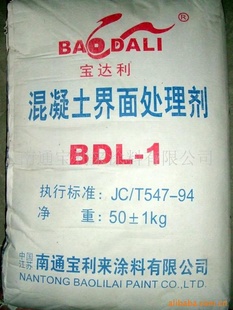 BAODALI
宝达利
混凝土界面处理剂
BDL-1
执行标准：JC/T547-94
净 重：50±1kg
中国
江苏 南通宝利来涂料有限公司
NANTONG BAOLILAI PAINT CO.,LTD.